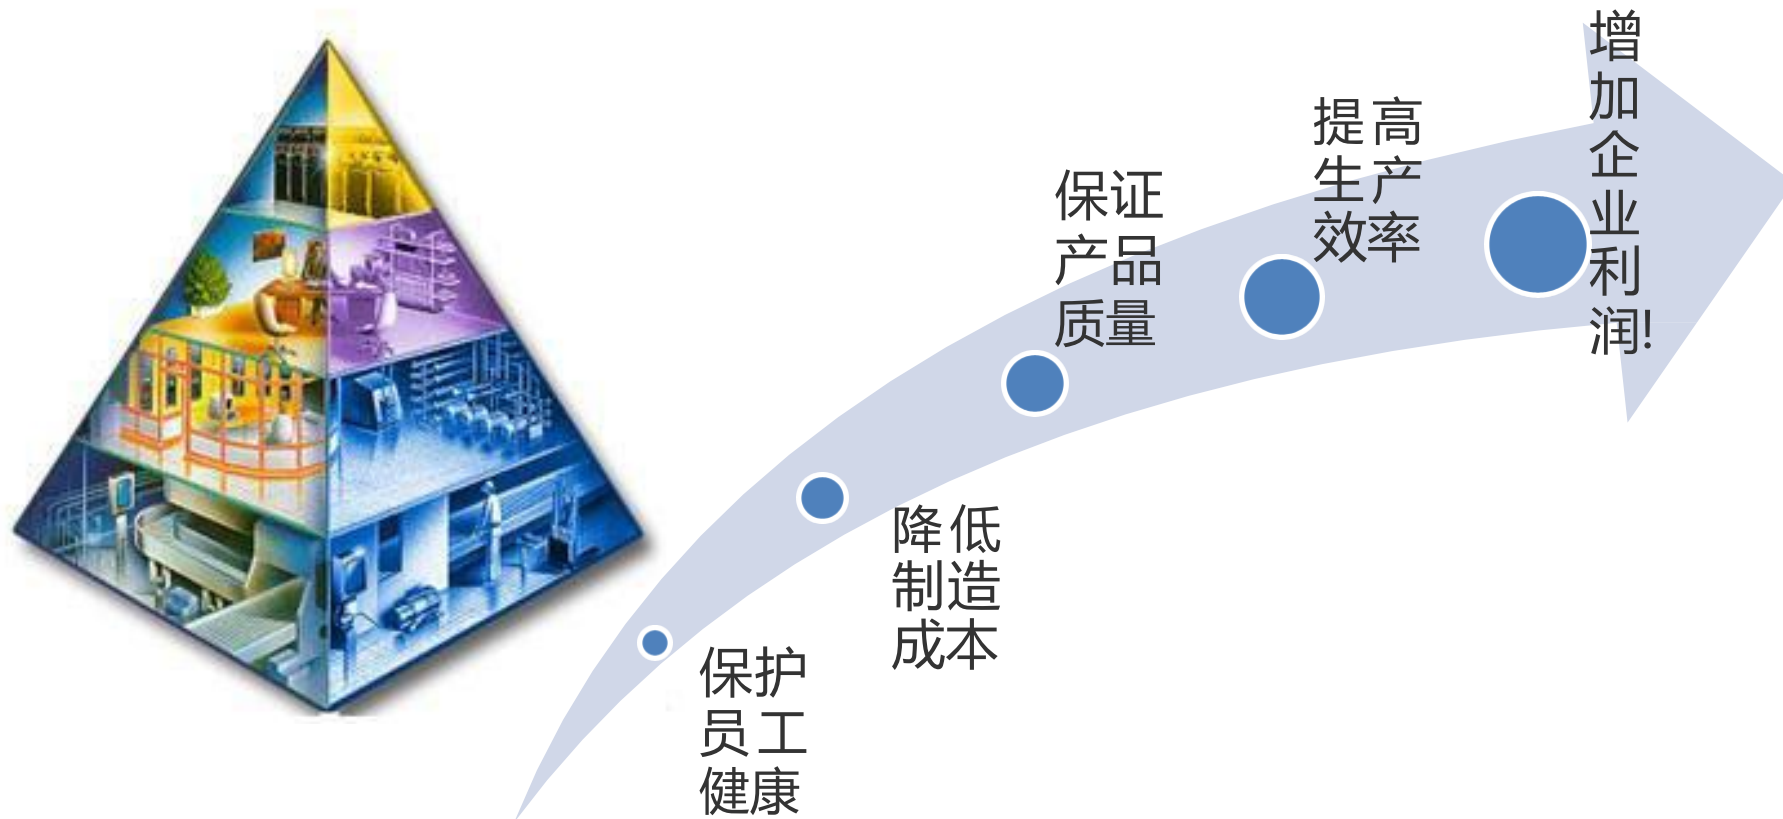 保护
员工
健康
降低
制造
成本
保证
产品
质量
提高
生产
效率
增
加
企
业
利
润!